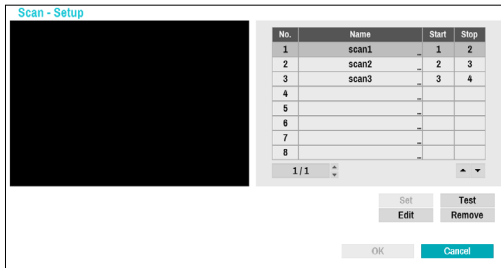 Scan - Setup
No. Name Start Stop
1 scan1 ... 1 2
2 scan2 ... 2 3
3 scan3 ... 3 4
4 ...
5 ...
6 ...
7 ...
8 ...
1 / 1
Set Test
Edit Remove
OK Cancel